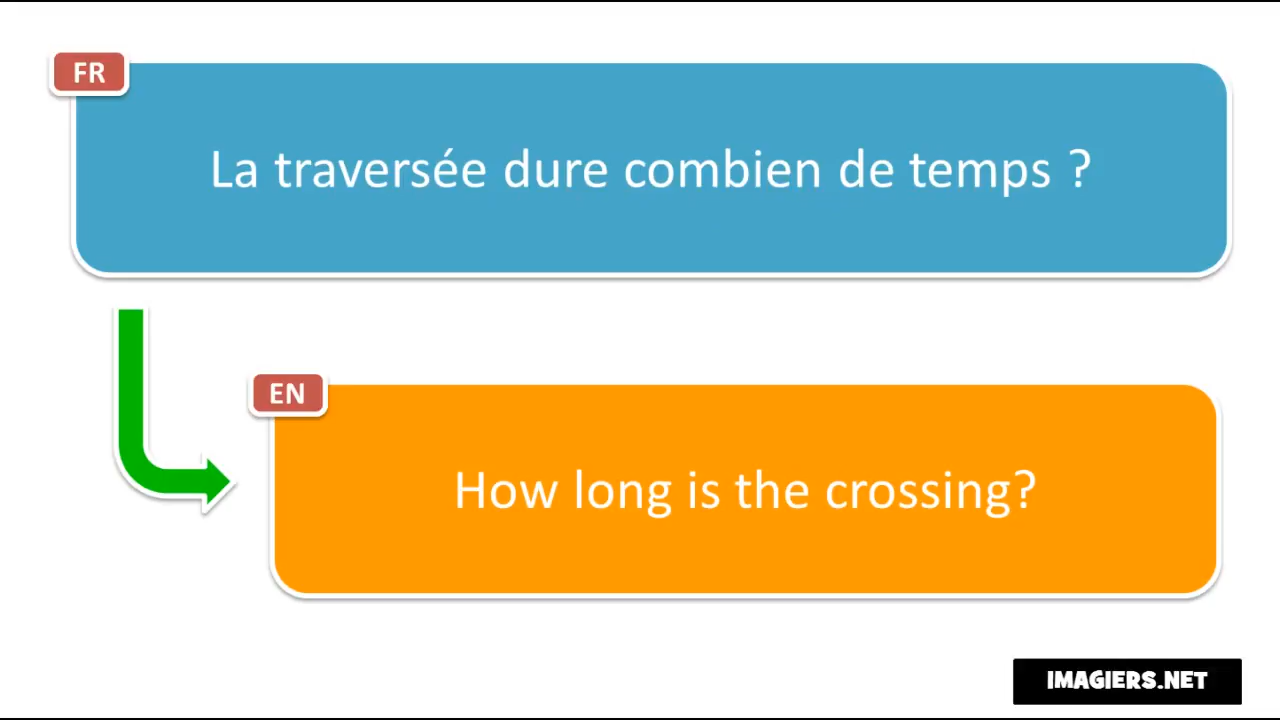 FR
La traversée dure combien de temps ?
EN
How long is the crossing?
IMAGIERS.NET